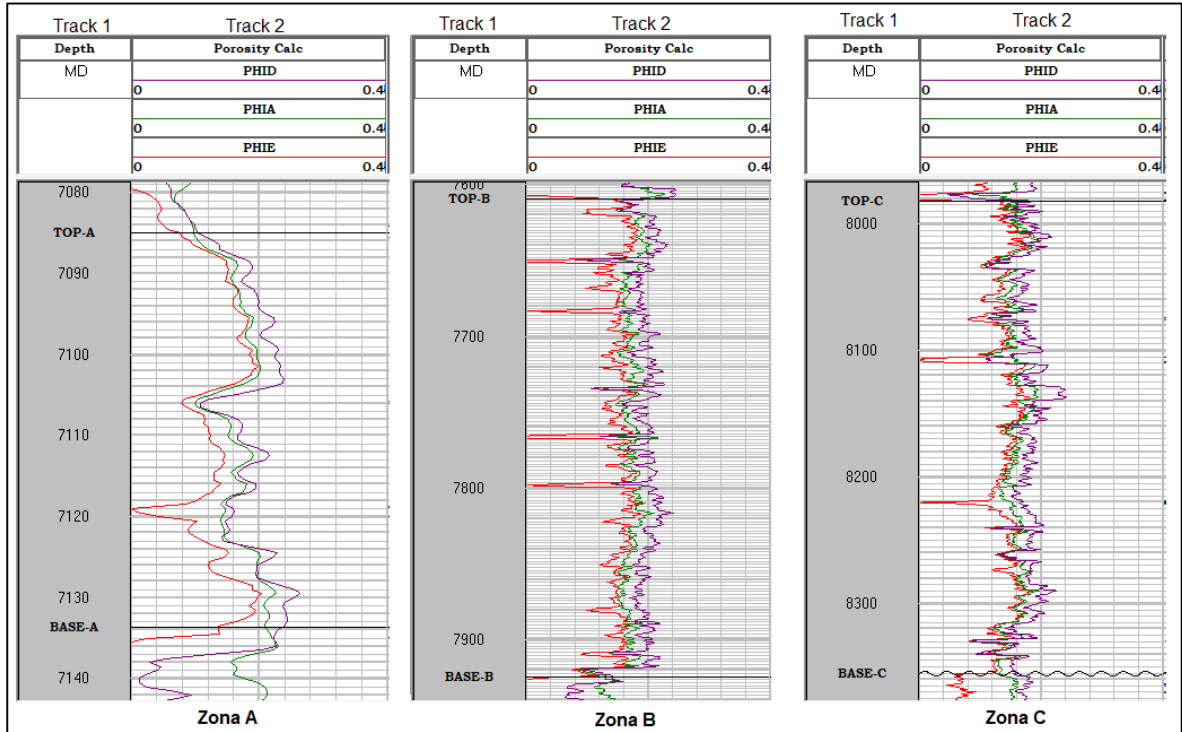 Track 1 Track 2
Depth Porosity Calc
MD PHID
0 0.4
PHIA
0 0.4
PHIE
0 0.4
7080
TOP-A
7090
7100
7110
7120
7130
BASE-A
7140
Zona A
Track 1 Track 2
Depth Porosity Calc
MD PHID
0 0.4
PHIA
0 0.4
PHIE
0 0.4
7600
TOP-B
7700
7800
7900
BASE-B
Zona B
Track 1 Track 2
Depth Porosity Calc
MD PHID
0 0.4
PHIA
0 0.4
PHIE
0 0.4
TOP-C
8000
8100
8200
8300
BASE-C
Zona C